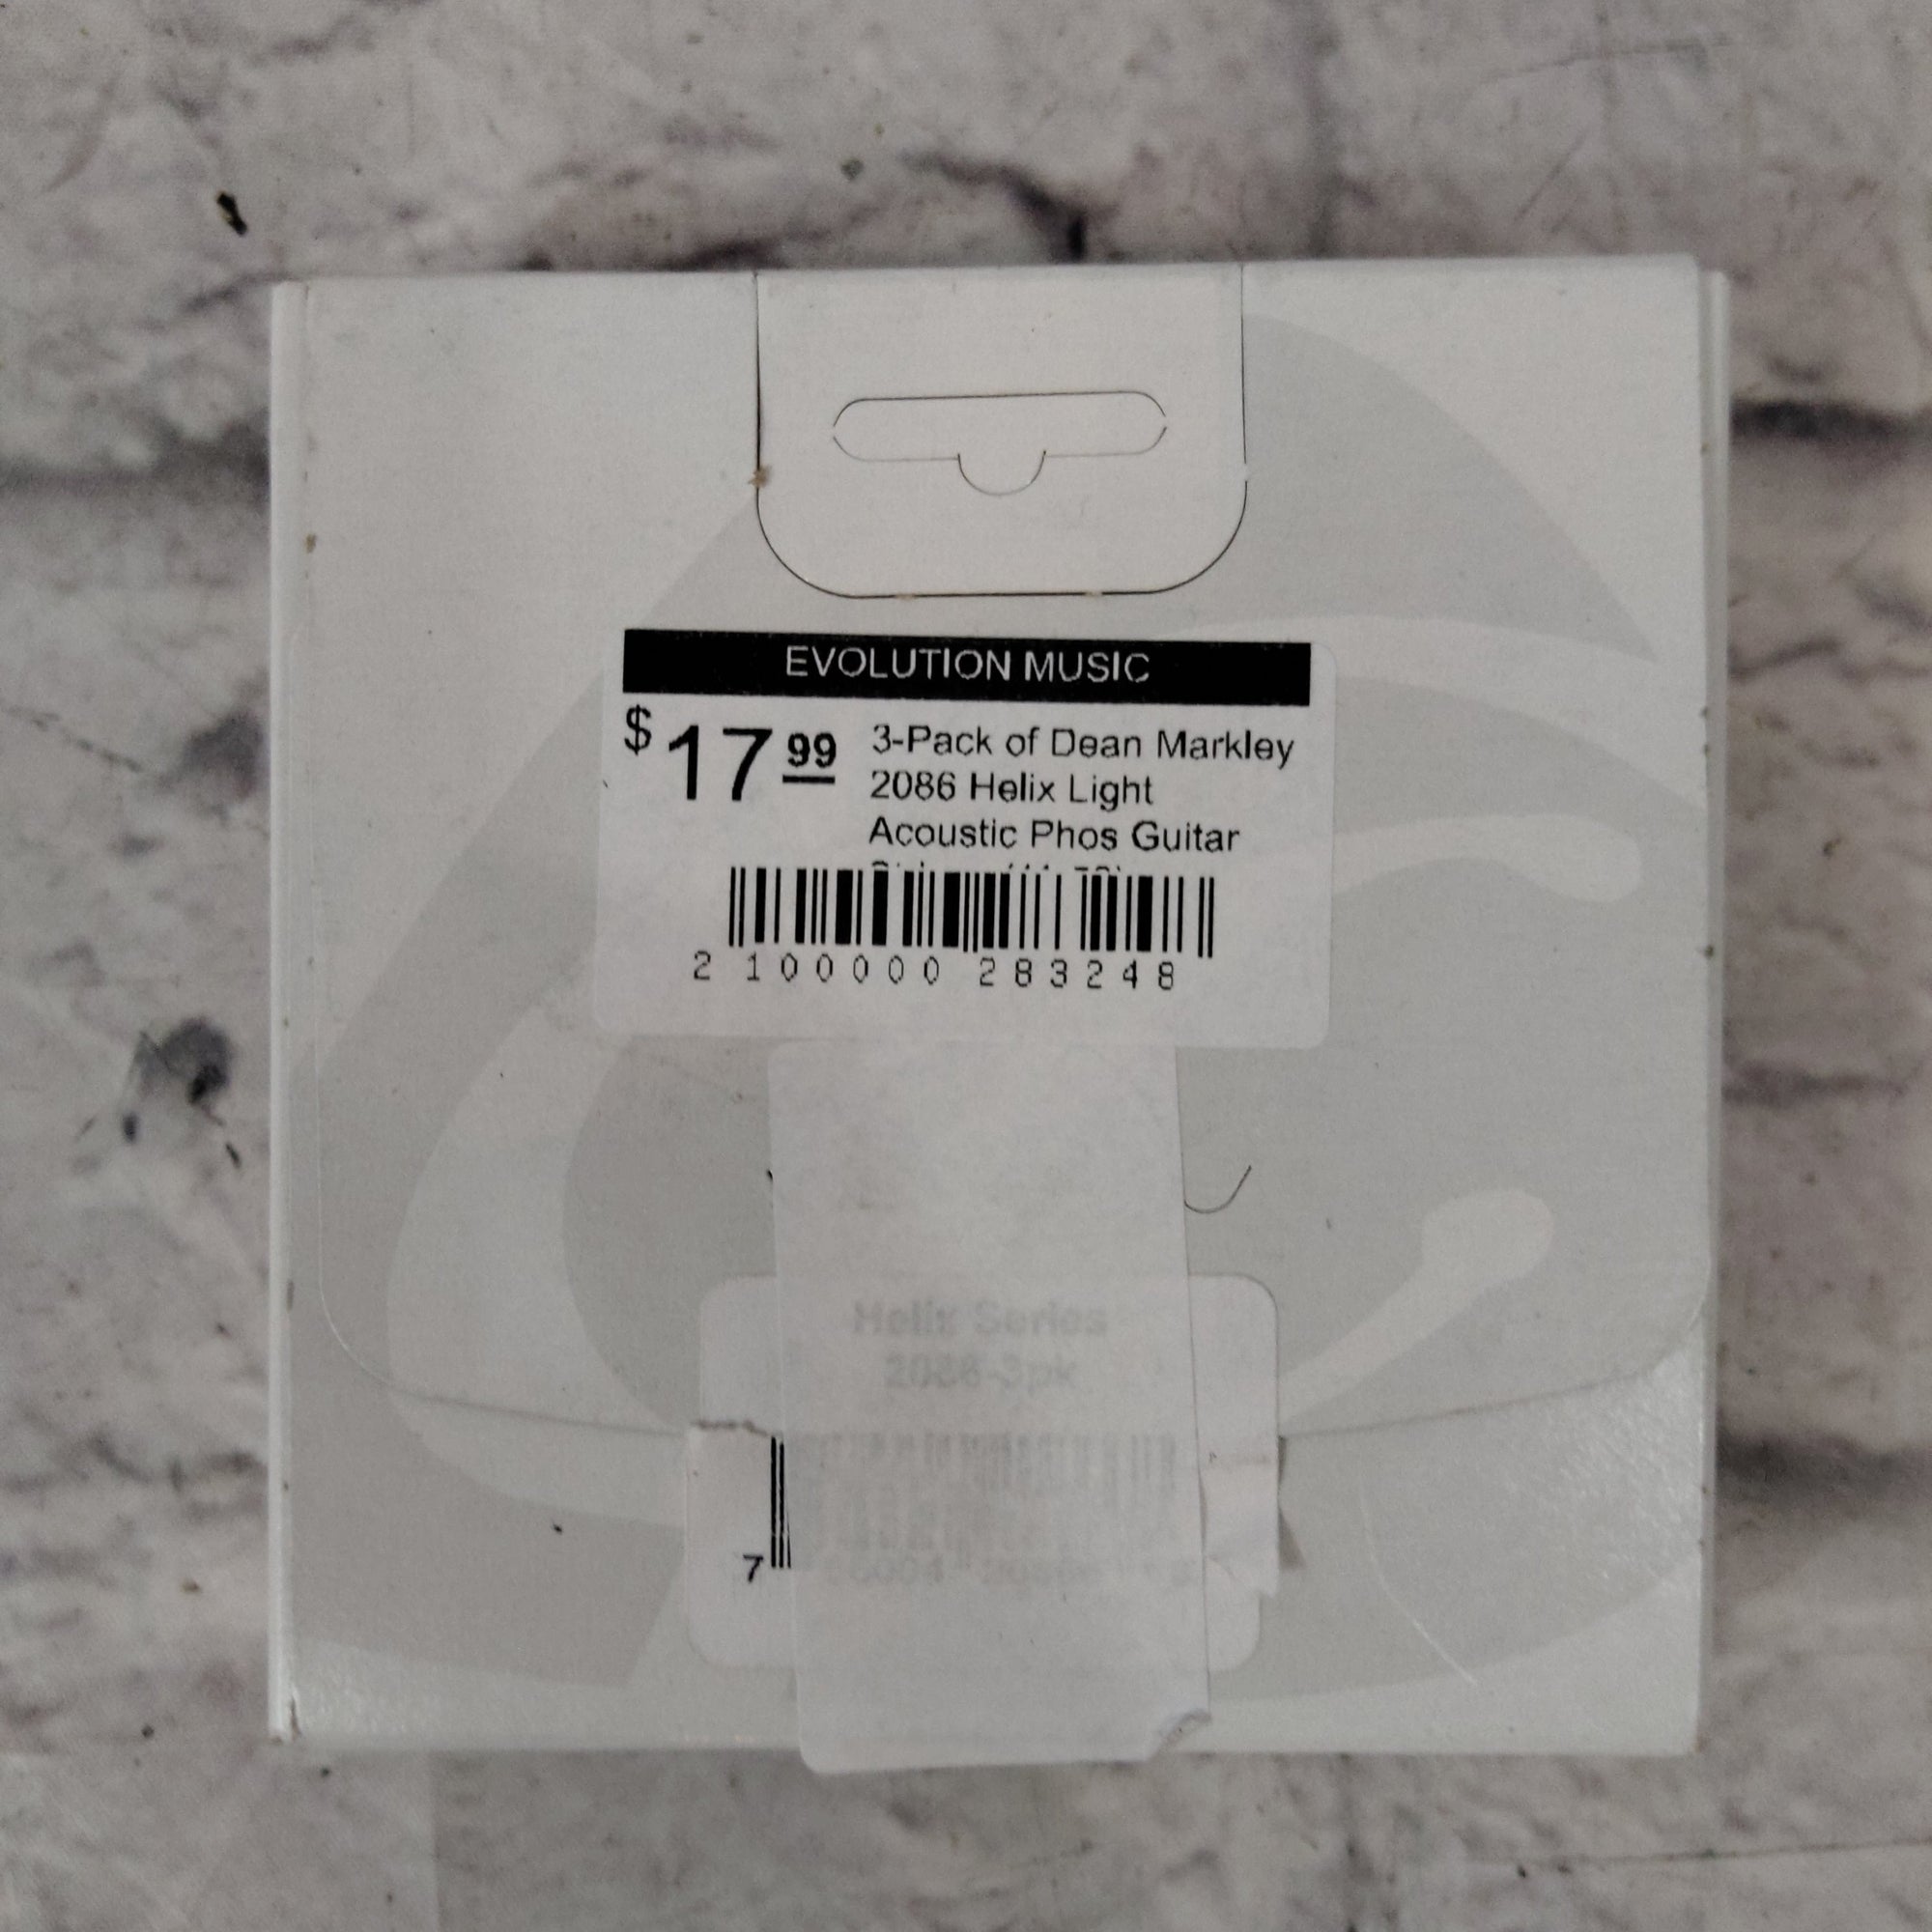 EVOLUTION MUSIC
$17.99
3-Pack of Dean Markley
2086 Helix Light
Acoustic Phos Guitar
2 100000 283248
Helix Series
2086-3pk
7